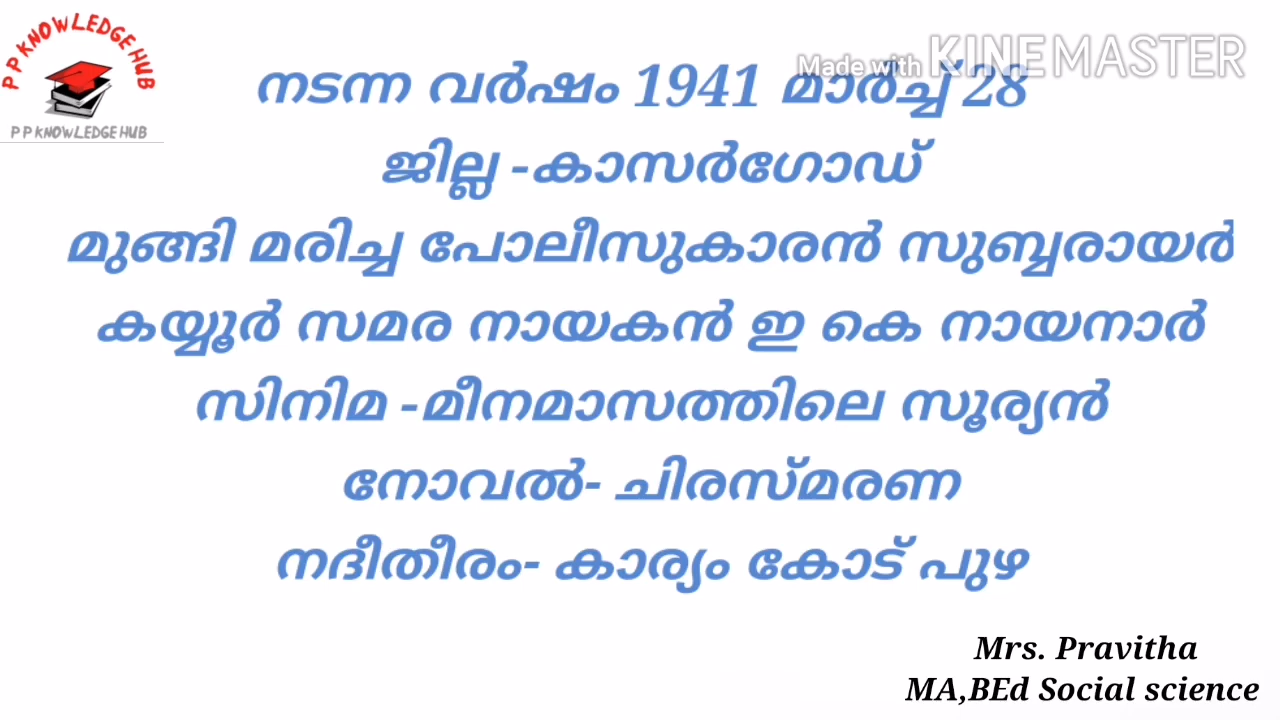 P P KNOWLEDGE HUB
P P KNOWLEDGE HUB
Made with KINEMASTER
നടന്ന വർഷം 1941 മാർച്ച് 28
ജില്ല -കാസർഗോഡ്
മുങ്ങി മരിച്ച പോലീസുകാരൻ സുബ്ബരായർ
കയ്യൂർ സമര നായകൻ ഇ കെ നായനാർ
സിനിമ -മീനമാസത്തിലെ സൂര്യൻ
നോവൽ- ചിരസ്മരണ
നദീതീരം- കാര്യം കോട് പുഴ
Mrs. Pravitha
MA,BEd Social science